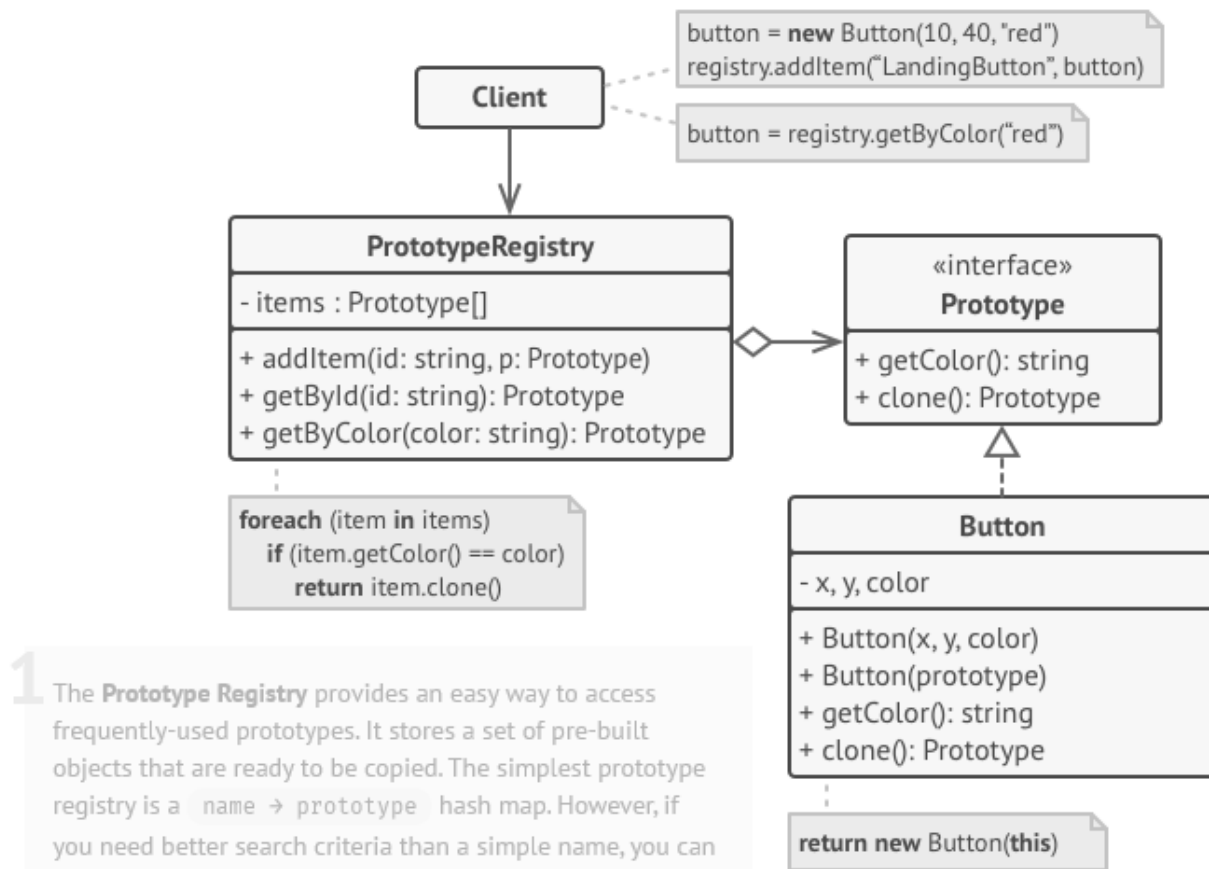 button = new Button(10, 40, "red")
registry.addItem(“LandingButton”, button)
Client
button = registry.getByColor(“red”)
PrototypeRegistry
- items : Prototype[]
+ addItem(id: string, p: Prototype)
+ getById(id: string): Prototype
+ getByColor(color: string): Prototype
«interface»
Prototype
+ getColor(): string
+ clone(): Prototype
foreach (item in items)
if (item.getColor() == color)
return item.clone()
Button
- x, y, color
+ Button(x, y, color)
+ Button(prototype)
+ getColor(): string
+ clone(): Prototype
return new Button(this)
1
The Prototype Registry provides an easy way to access
frequently-used prototypes. It stores a set of pre-built
objects that are ready to be copied. The simplest prototype
registry is a name → prototype hash map. However, if
you need better search criteria than a simple name, you can